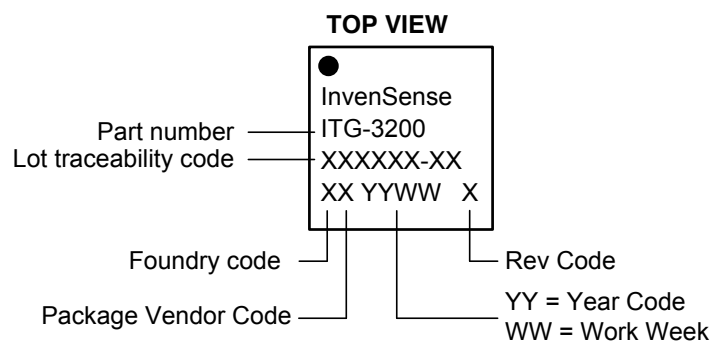 TOP VIEW
InvenSense
Part number
ITG-3200
Lot traceability code
XXXXXX-XX
XX YYWW X
Foundry code
Rev Code
Package Vendor Code
YY = Year Code
WW = Work Week